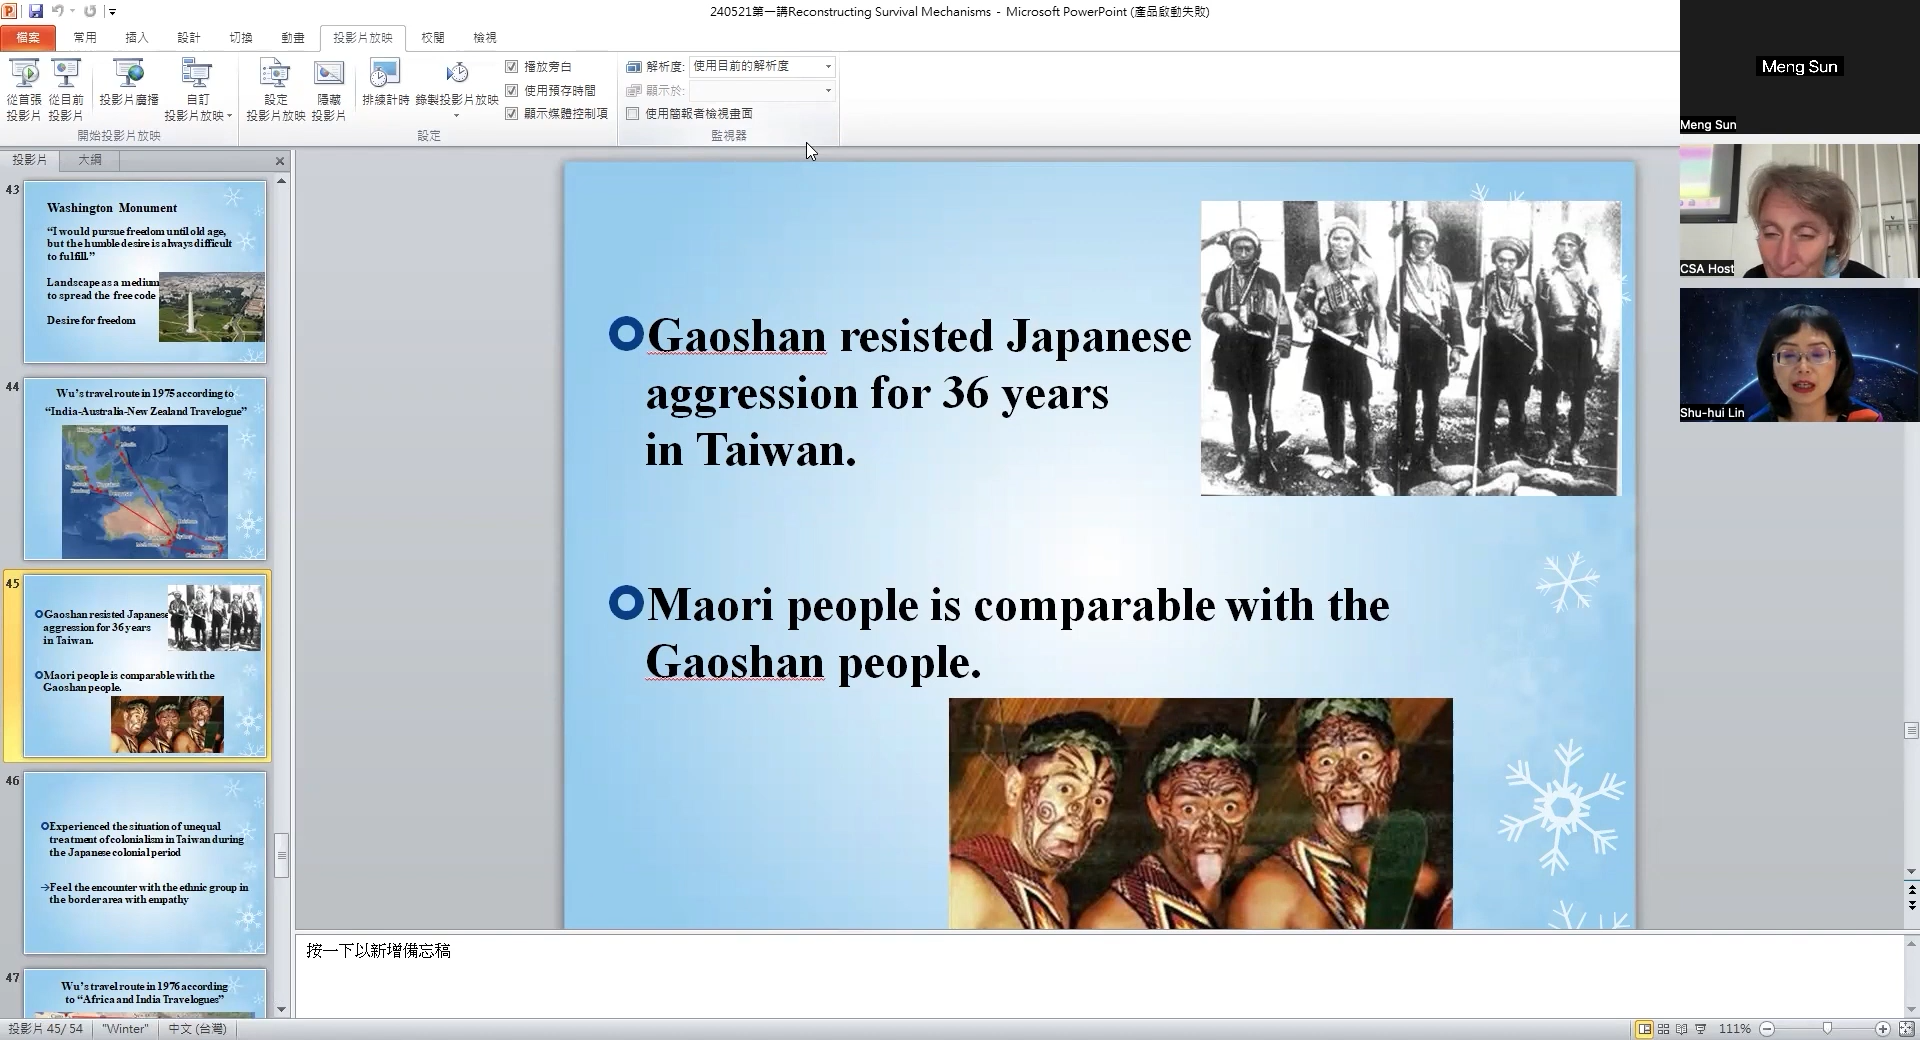 240521第一講Reconstructing Survival Mechanisms - Microsoft PowerPoint (產品啟動失敗)
檔案 常用 插入 設計 切換 動畫 投影片放映 校閱 檢視
從首張投影片
從目前投影片
投影片廣播
自訂投影片放映
開始投影片放映
設定投影片放映
隱藏投影片
排練計時
錄製投影片放映
播放旁白
使用預存時間
顯示媒體控制項
設定
解析度: 使用目前的解析度
顯示於:
使用簡報者檢視畫面
監視器
投影片 大綱
43
Washington Monument
“I would pursue freedom until old age,
but the humble desire is always difficult
to fulfill.”
Landscape as a medium
to spread the free code
Desire for freedom
44
Wu’s travel route in 1975 according to
“India-Australia-New Zealand Travelogue”
45
Gaoshan resisted Japanese
aggression for 36 years
in Taiwan.
Maori people is comparable with the
Gaoshan people.
46
Experienced the situation of unequal
treatment of colonialism in Taiwan during
the Japanese colonial period
→Feel the encounter with the ethnic group in
the border area with empathy
47
Wu’s travel route in 1976 according
to “Africa and India Travelogues”
Gaoshan resisted Japanese
aggression for 36 years
in Taiwan.
Maori people is comparable with the
Gaoshan people.
按一下以新增備忘稿
Meng Sun
Meng Sun
CSA Host
Shu-hui Lin
投影片 45/ 54 "Winter" 中文 (台灣)
111%